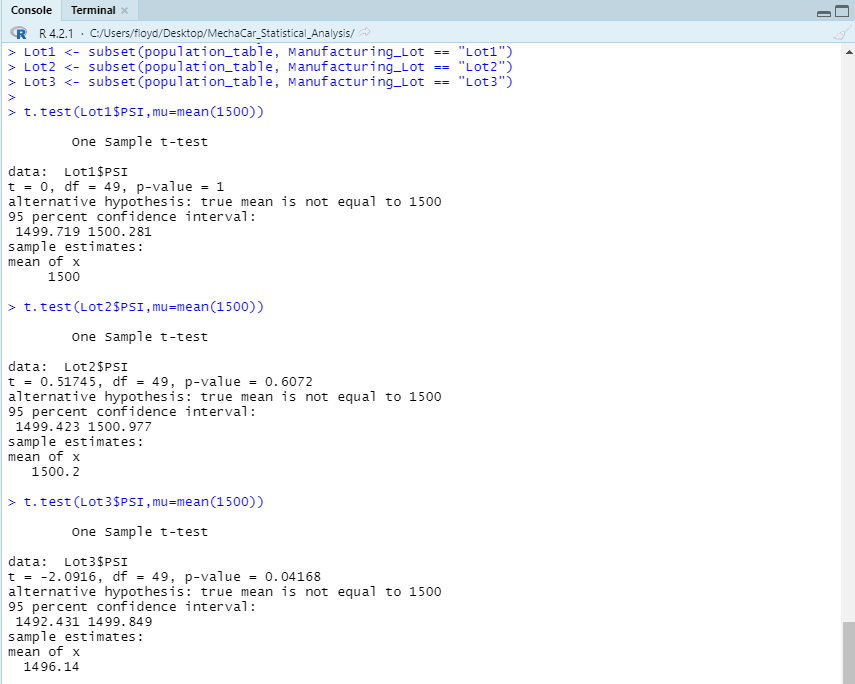 Console Terminal ×
R R 4.2.1 · C:/Users/floyd/Desktop/MechaCar_Statistical_Analysis/
> Lot1 <- subset(population_table, Manufacturing_Lot == "Lot1")
> Lot2 <- subset(population_table, Manufacturing_Lot == "Lot2")
> Lot3 <- subset(population_table, Manufacturing_Lot == "Lot3")
>
> t.test(Lot1$PSI,mu=mean(1500))
One Sample t-test
data:  Lot1$PSI
t = 0, df = 49, p-value = 1
alternative hypothesis: true mean is not equal to 1500
95 percent confidence interval:
1499.719 1500.281
sample estimates:
mean of x
1500
> t.test(Lot2$PSI,mu=mean(1500))
One Sample t-test
data:  Lot2$PSI
t = 0.51745, df = 49, p-value = 0.6072
alternative hypothesis: true mean is not equal to 1500
95 percent confidence interval:
1499.423 1500.977
sample estimates:
mean of x
1500.2
> t.test(Lot3$PSI,mu=mean(1500))
One Sample t-test
data:  Lot3$PSI
t = -2.0916, df = 49, p-value = 0.04168
alternative hypothesis: true mean is not equal to 1500
95 percent confidence interval:
1492.431 1499.849
sample estimates:
mean of x
1496.14